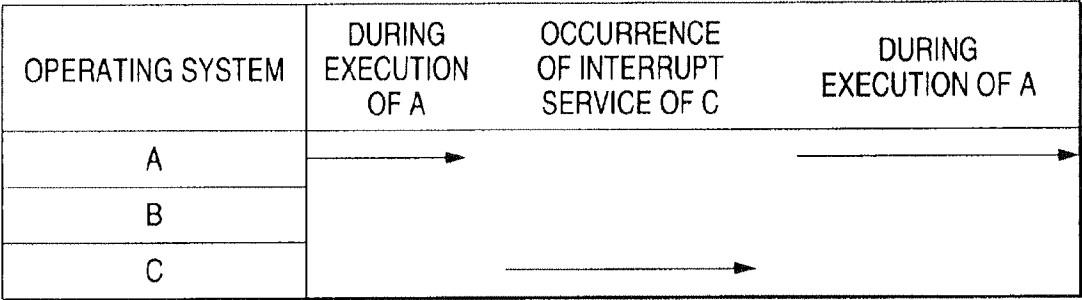 OPERATING SYSTEM
DURING
EXECUTION
OF A
OCCURRENCE
OF INTERRUPT
SERVICE OF C
DURING
EXECUTION OF A
A
B
C